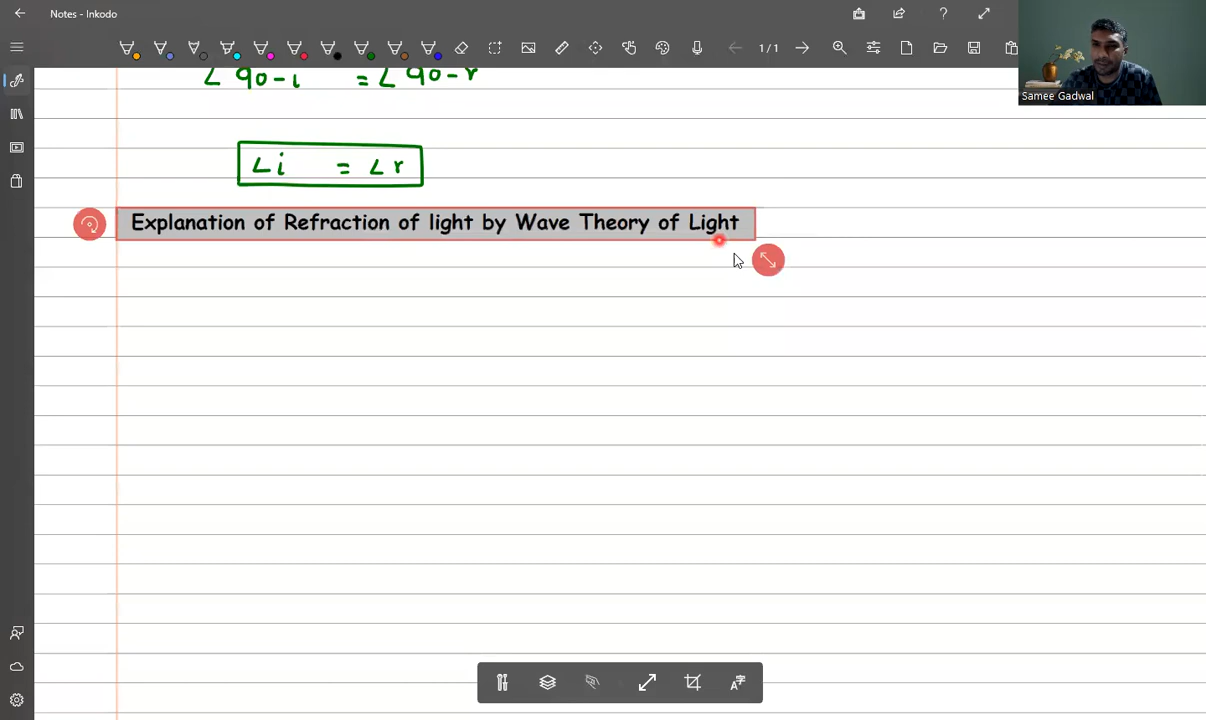 Notes - Inkodo
1/1
Samee Gadwal
∠ 90-i = ∠ 90-r
∠i = ∠r
Explanation of Refraction of light by Wave Theory of Light